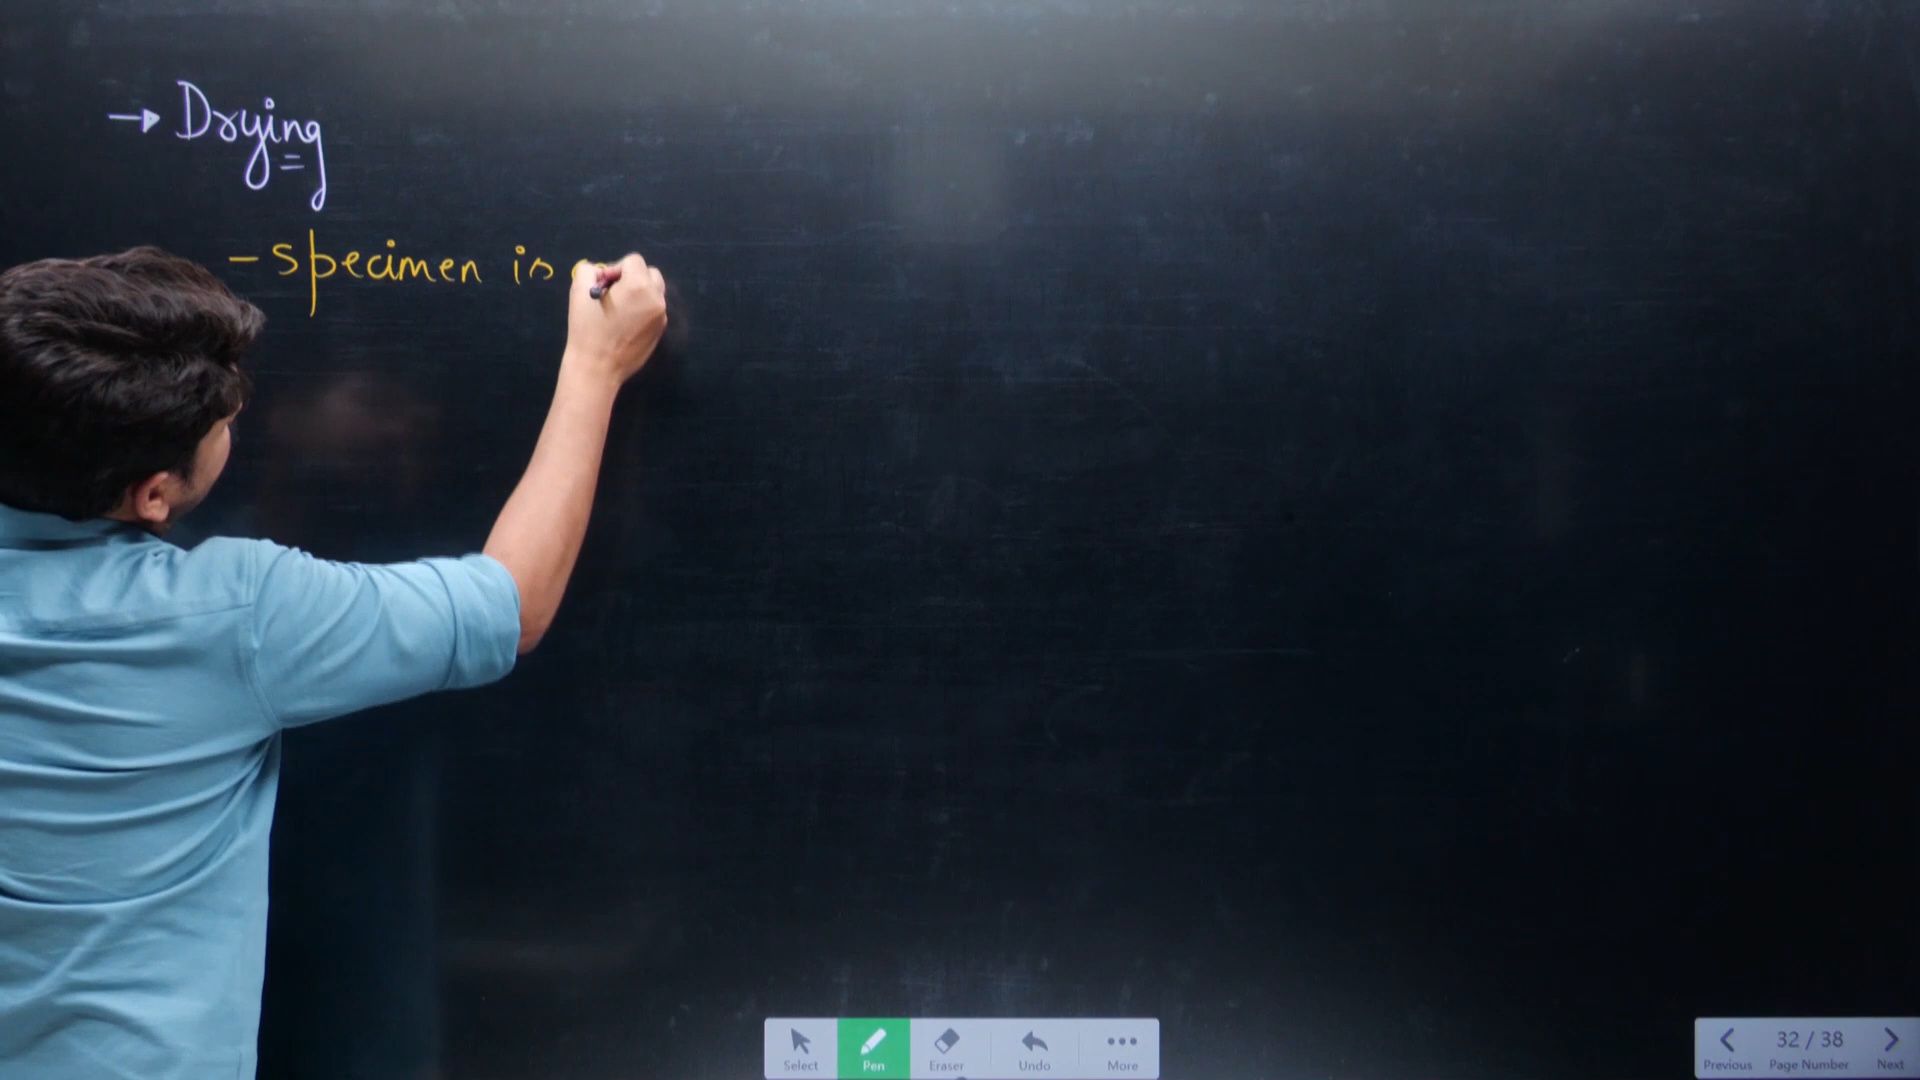 → Drying
- specimen is
Select Pen Eraser Undo More
32 / 38
Previous Page Number Next